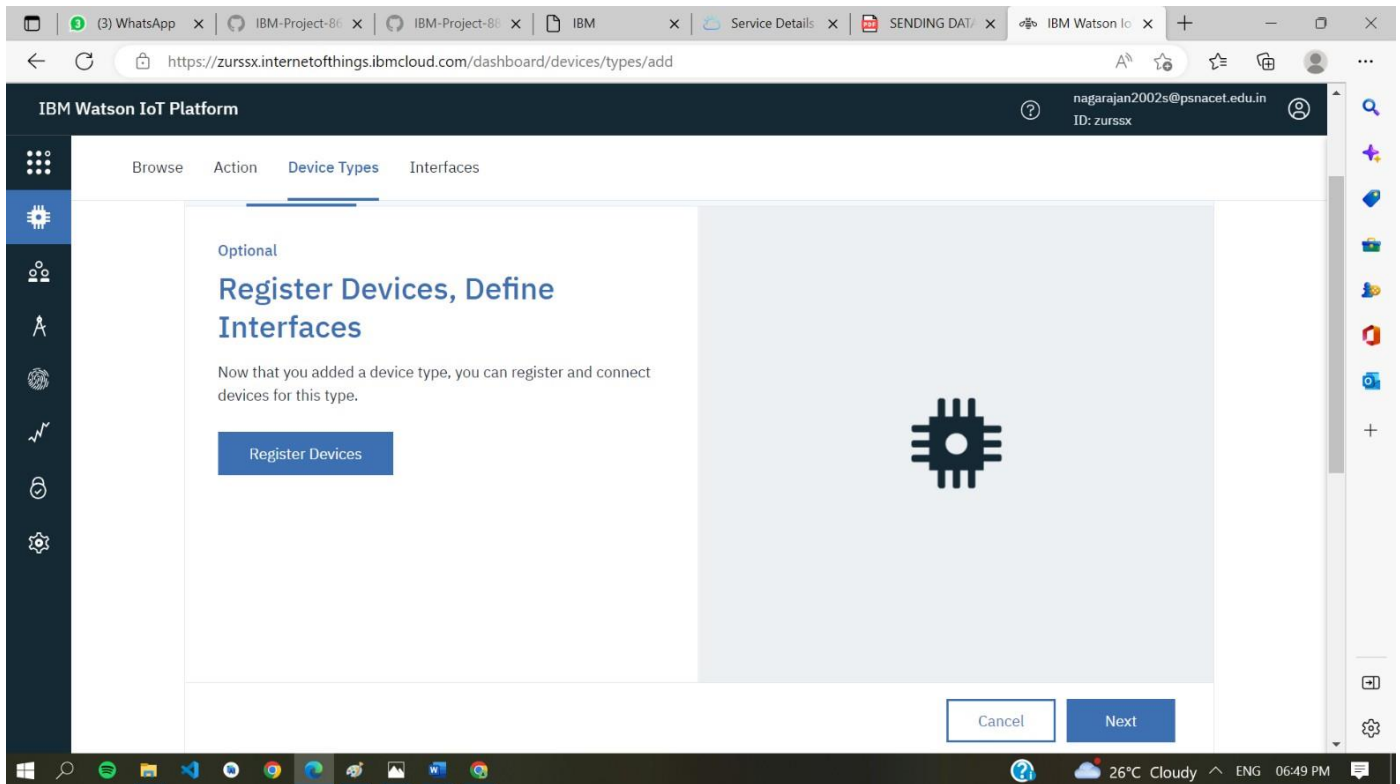 (3) WhatsApp
IBM-Project-86
IBM-Project-88
IBM
Service Details
SENDING DATA
IBM Watson Io
https://zurssx.internetofthings.ibmcloud.com/dashboard/devices/types/add
IBM Watson IoT Platform
nagarajan2002s@psnacet.edu.in
ID: zurssx
Browse Action Device Types Interfaces
Optional
Register Devices, Define
Interfaces
Now that you added a device type, you can register and connect
devices for this type.
Register Devices
Cancel Next
26°C Cloudy ENG 06:49 PM